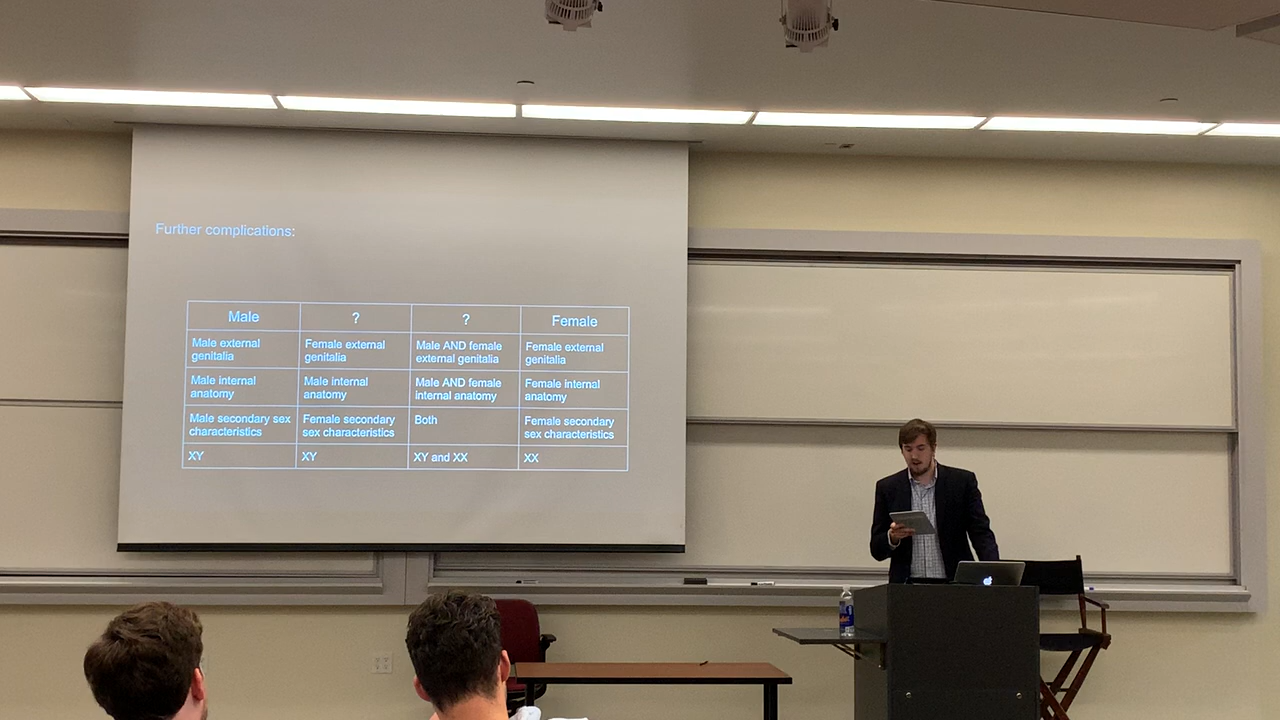 Further complications:
Male ? ? Female
Male external genitalia Female external genitalia Male AND female external genitalia Female external genitalia
Male internal anatomy Male internal anatomy Male AND female internal anatomy Female internal anatomy
Male secondary sex characteristics Female secondary sex characteristics Both Female secondary sex characteristics
XY XY XY and XX XX